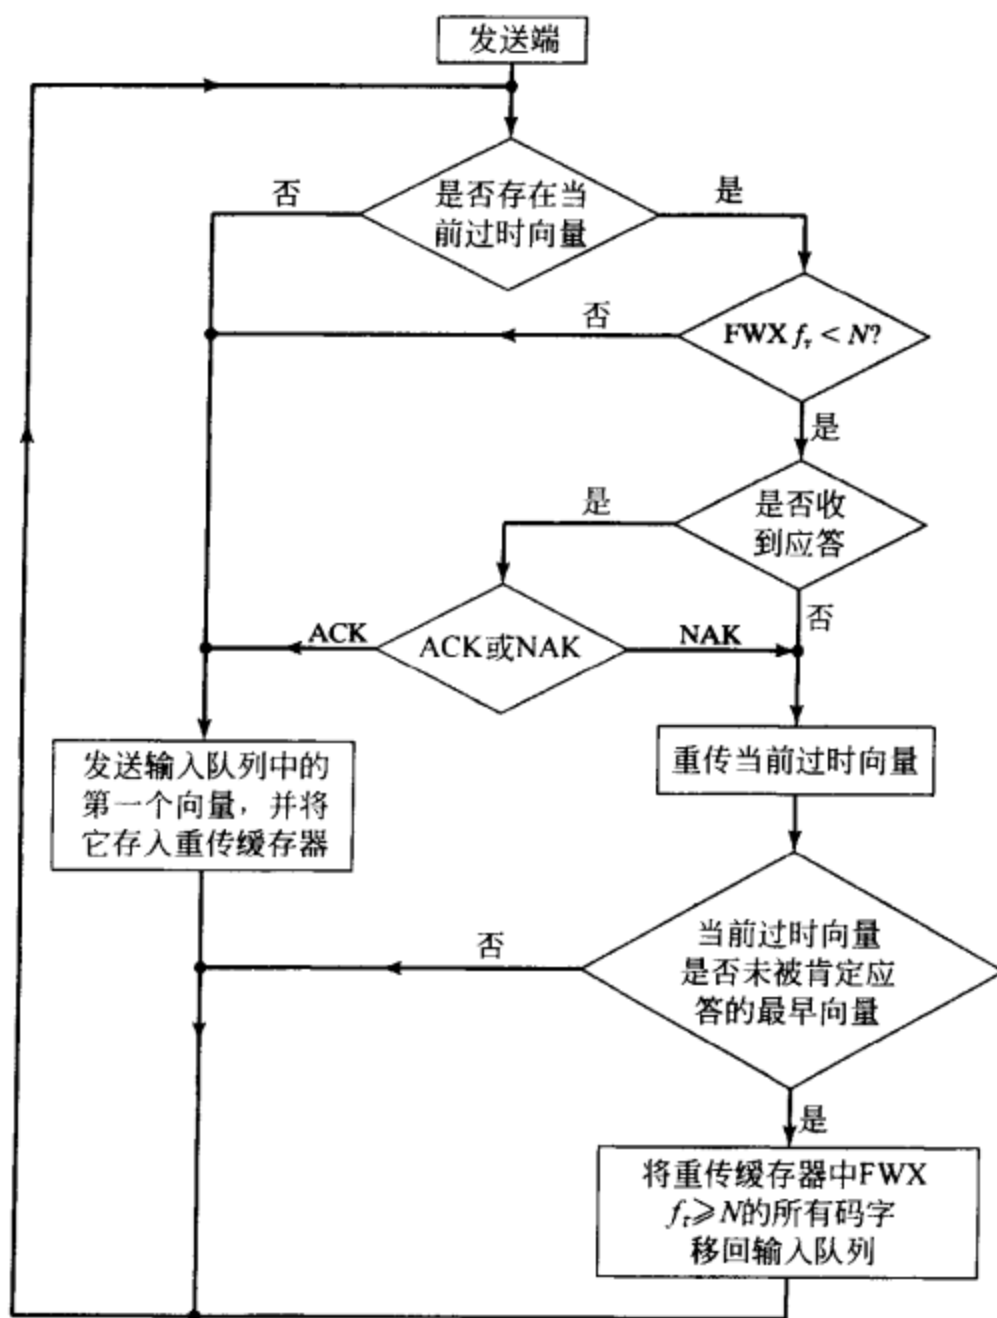 发送端
是否存在当
前过时向量
否
是
FWX fτ < N?
否
是
是否收
到应答
是
否
ACK或NAK
ACK
NAK
发送输入队列中的
第一个向量，并将
它存入重传缓存器
重传当前过时向量
当前过时向量
是否未被肯定应
答的最早向量
否
是
将重传缓存器中FWX
fτ⩾N的所有码字
移回输入队列